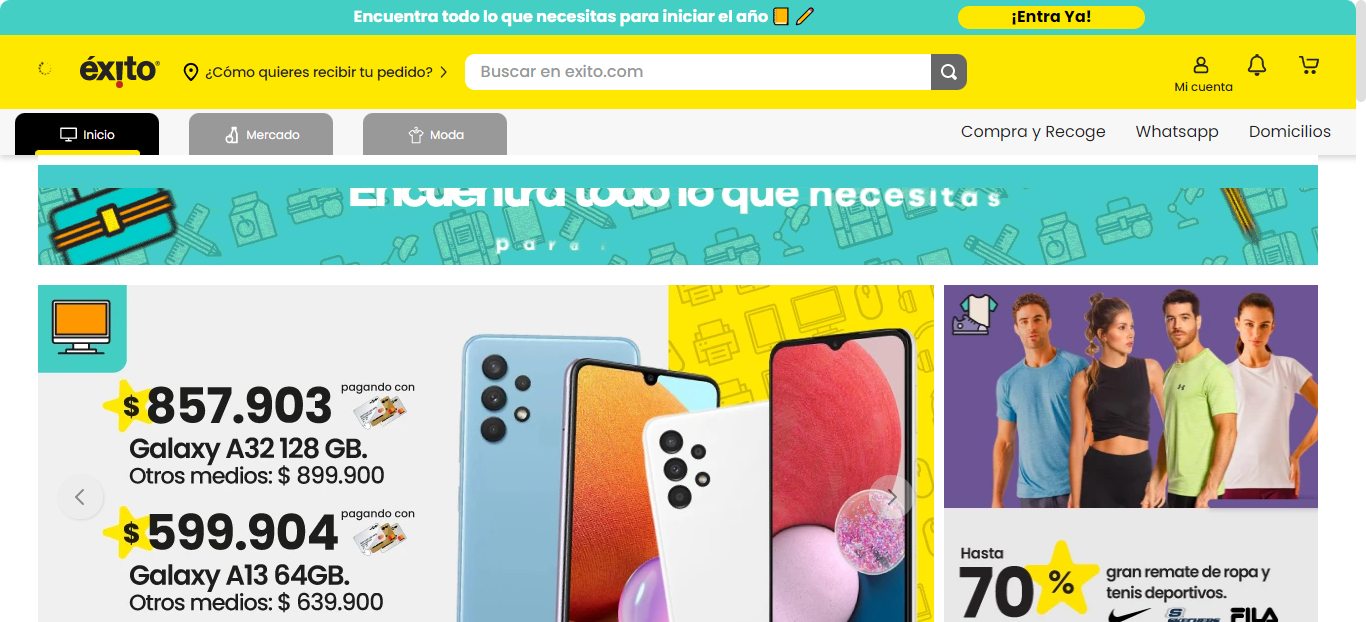 Encuentra todo lo que necesitas para iniciar el año
¡Entra Ya!
éxito
¿Cómo quieres recibir tu pedido?
Buscar en exito.com
Mi cuenta
Inicio
Mercado
Moda
Compra y Recoge
Whatsapp
Domicilios
Encuentra todo lo que necesitas
para
pagando con
$ 857.903
Galaxy A32 128 GB.
Otros medios: $ 899.900
pagando con
$ 599.904
Galaxy A13 64GB.
Otros medios: $ 639.900
Hasta
70 %
gran remate de ropa y
tenis deportivos.
SKECHERS FILA